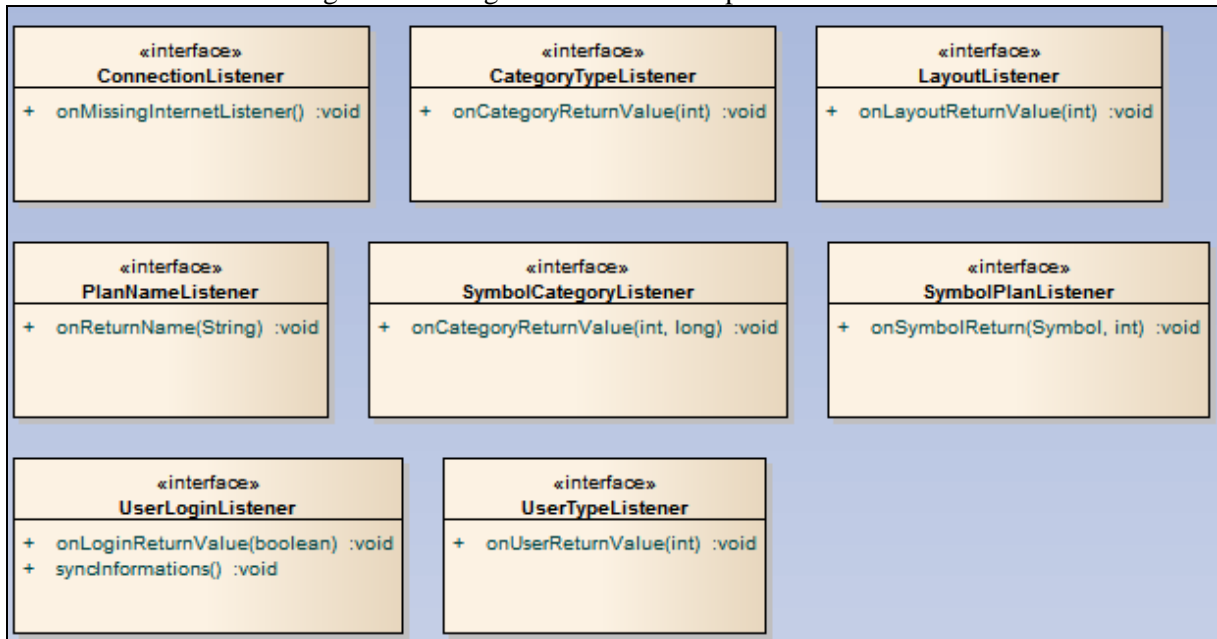 «interface»
ConnectionListener
+ onMissingInternetListener() :void
«interface»
CategoryTypeListener
+ onCategoryReturnValue(int) :void
«interface»
LayoutListener
+ onLayoutReturnValue(int) :void
«interface»
PlanNameListener
+ onReturnName(String) :void
«interface»
SymbolCategoryListener
+ onCategoryReturnValue(int, long) :void
«interface»
SymbolPlanListener
+ onSymbolReturn(Symbol, int) :void
«interface»
UserLoginListener
+ onLoginReturnValue(boolean) :void
+ syncInformations() :void
«interface»
UserTypeListener
+ onUserReturnValue(int) :void